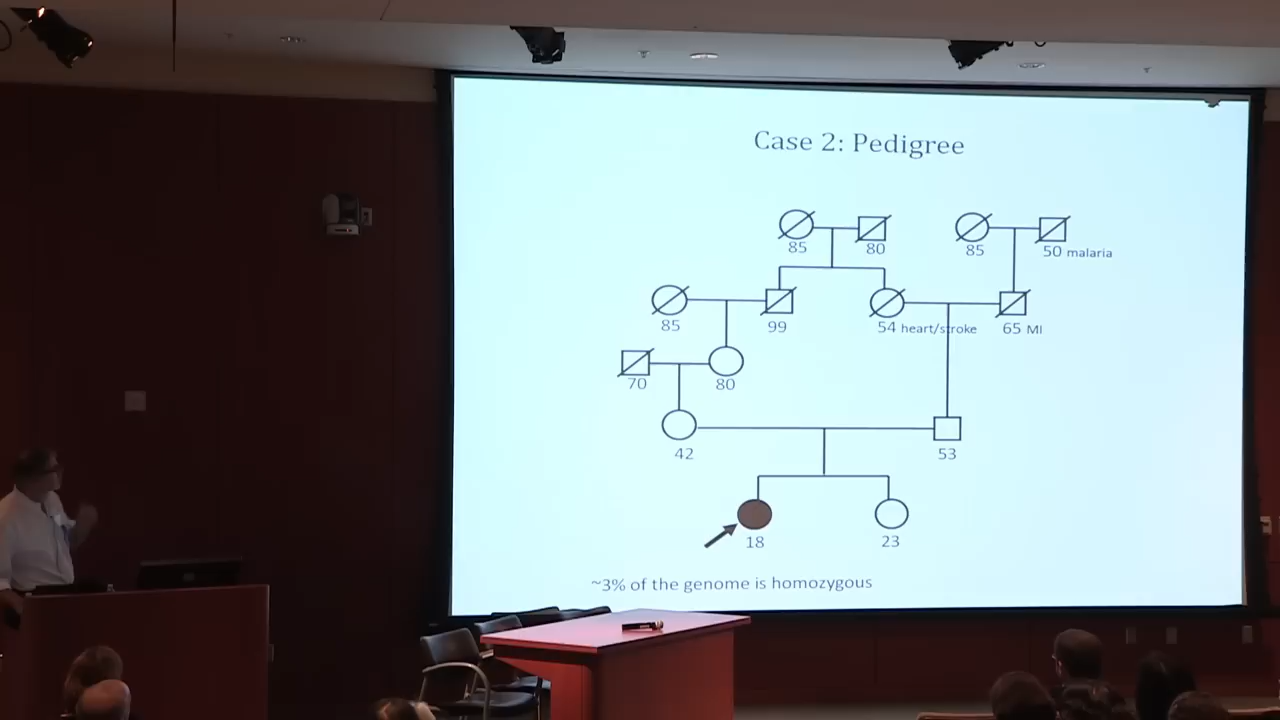 Case 2: Pedigree
85
80
85
50 malaria
85
99
54 heart/stroke
65 MI
70
80
42
53
18
23
~3% of the genome is homozygous